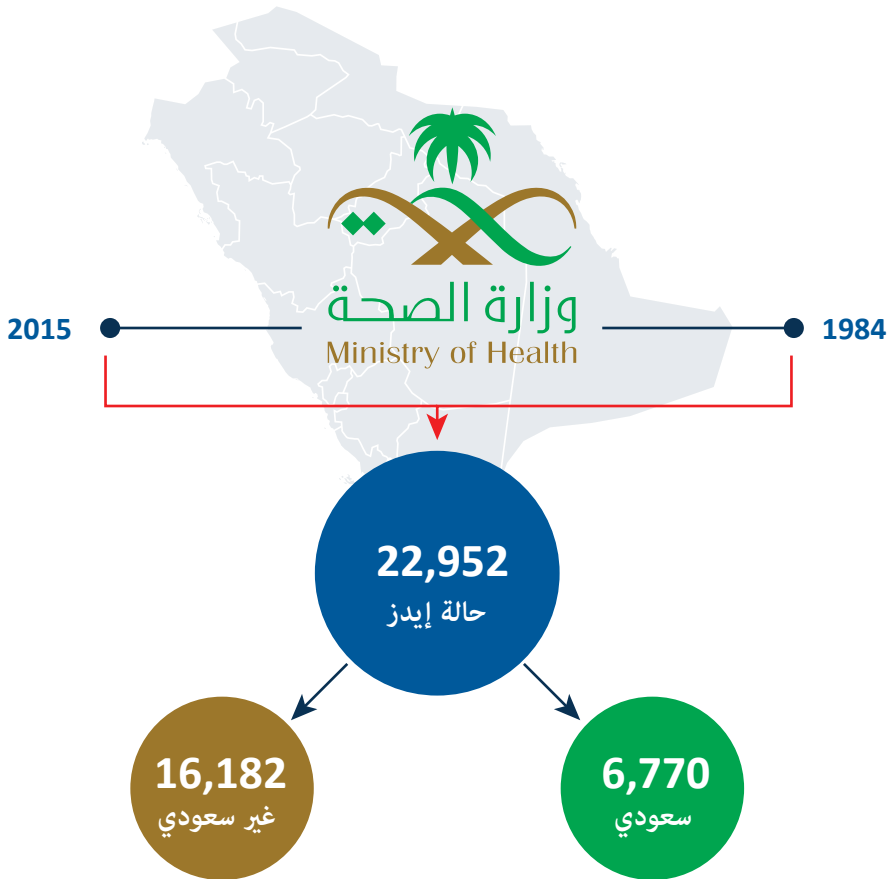 وزارة الصحة
Ministry of Health
1984
2015
22,952
حالة إيدز
6,770
سعودي
16,182
غير سعودي